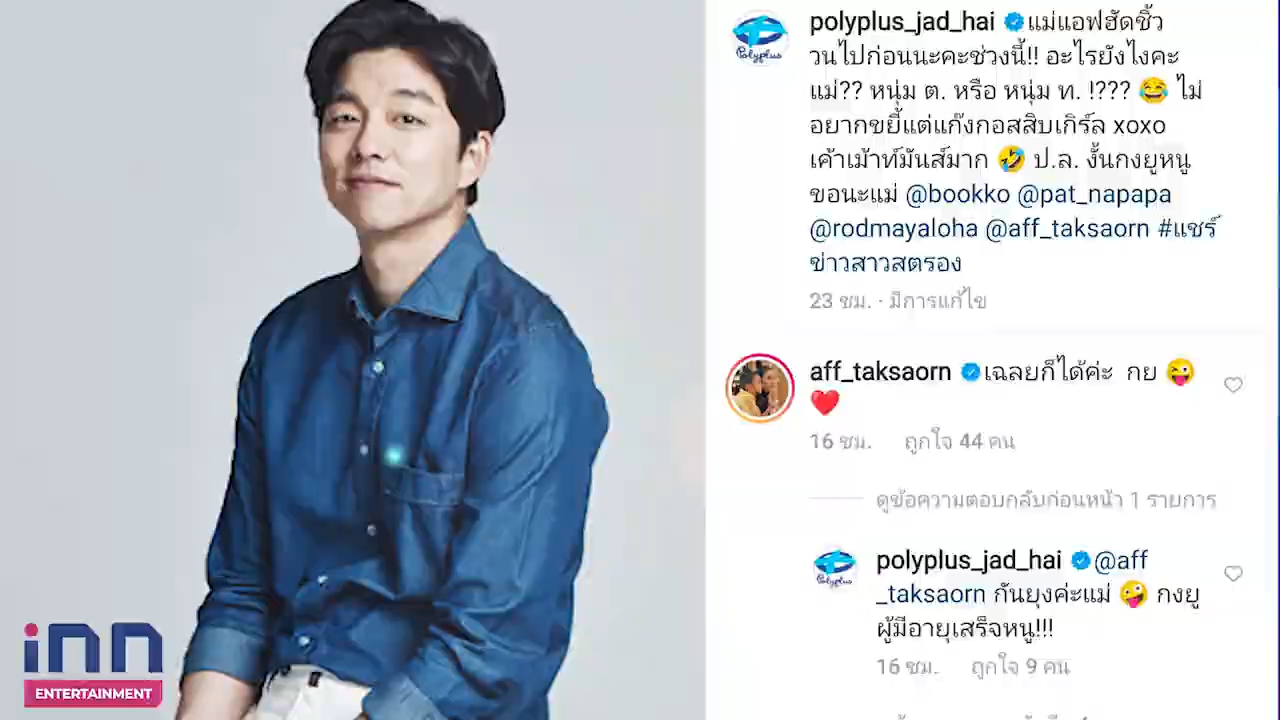 polyplus_jad_hai แม่แอฟฮัดชิ้ว
วนไปก่อนนะคะช่วงนี้!! อะไรยังไงคะ
แม่?? หนุ่ม ต. หรือ หนุ่ม ท. !??? 😂 ไม่
อยากขยี้แต่แก๊งกอสสิบเกิร์ล xoxo
เค้าเม้าท์มันส์มาก 🤣 ป.ล. งั้นกงยูหนู
ขอนะแม่ @bookko @pat_napapa
@rodmayaloha @aff_taksaorn #แชร์
ข่าวสาวสตรอง
23 ชม. · มีการแก้ไข
aff_taksaorn เฉลยก็ได้ค่ะ กย 😜
❤️
16 ชม. ถูกใจ 44 คน
ดูข้อความตอบกลับก่อนหน้า 1 รายการ
polyplus_jad_hai @aff
_taksaorn กันยุงค่ะแม่ 🤪 กงยู
ผู้มีอายุเสร็จหนู!!!
16 ชม. ถูกใจ 9 คน
Polyplus
Polyplus
inn
ENTERTAINMENT